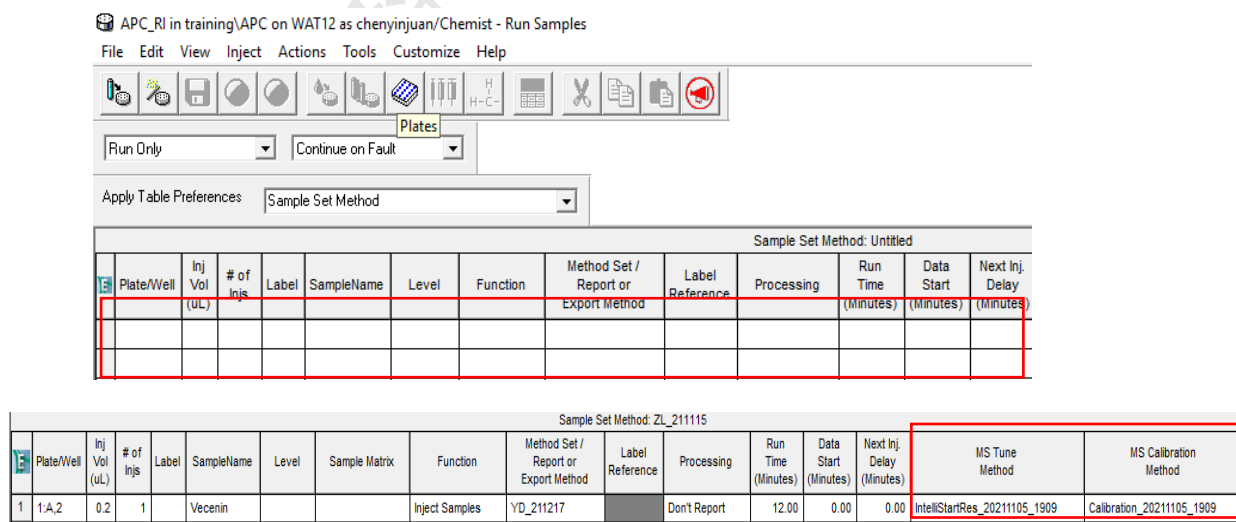 APC_RI in training\APC on WAT12 as chenyinjuan/Chemist - Run Samples
File Edit View Inject Actions Tools Customize Help
H
H-C-
Plates
Run Only Continue on Fault
Apply Table Preferences Sample Set Method
Sample Set Method: Untitled
Plate/Well Inj Vol (uL) # of Injs Label SampleName Level Function Method Set / Report or Export Method Label Reference Processing Run Time (Minutes) Data Start (Minutes) Next Inj. Delay (Minutes)
Sample Set Method: ZL_211115
Plate/Well Inj Vol (uL) # of Injs Label SampleName Level Sample Matrix Function Method Set / Report or Export Method Label Reference Processing Run Time (Minutes) Data Start (Minutes) Next Inj. Delay (Minutes) MS Tune Method MS Calibration Method
1 1:A,2 0.2 1 Vecenin Inject Samples YD_211217 Don't Report 12.00 0.00 0.00 IntelliStartRes_20211105_1909 Calibration_20211105_1909